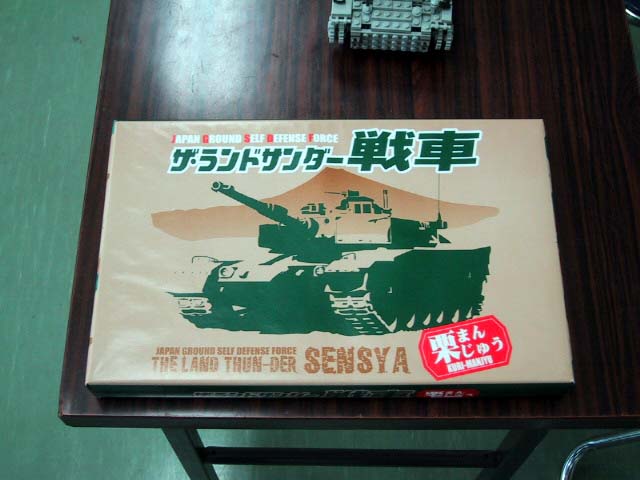 JAPAN GROUND SELF DEFENSE FORCE
ザ・ランドサンダー戦車
JAPAN GROUND SELF DEFENSE FORCE
THE LAND THUN-DER SENSYA
栗まんじゅう
KURI-MANJYU